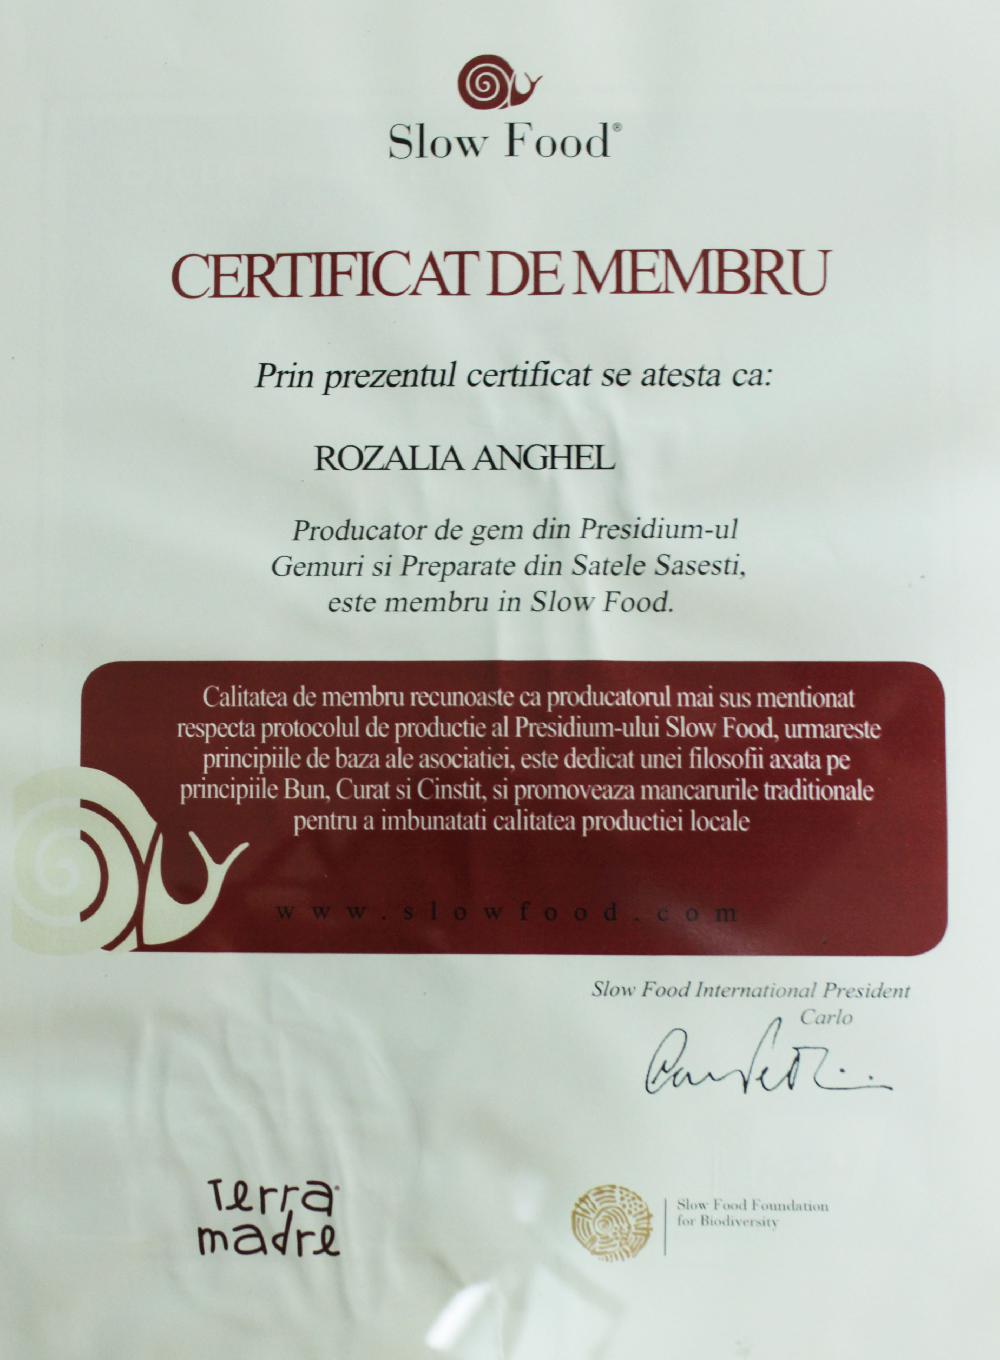 Slow Food®
CERTIFICAT DE MEMBRU
Prin prezentul certificat se atesta ca:
ROZALIA ANGHEL
Producator de gem din Presidium-ul
Gemuri si Preparate din Satele Sasesti,
este membru in Slow Food.
Calitatea de membru recunoaste ca producatorul mai sus mentionat
respecta protocolul de productie al Presidium-ului Slow Food, urmareste
principiile de baza ale asociatiei, este dedicat unei filosofii axata pe
principiile Bun, Curat si Cinstit, si promoveaza mancarurile traditionale
pentru a imbunatati calitatea productiei locale
www.slowfood.com
Slow Food International President
Carlo
terra
madre
Slow Food Foundation
for Biodiversity